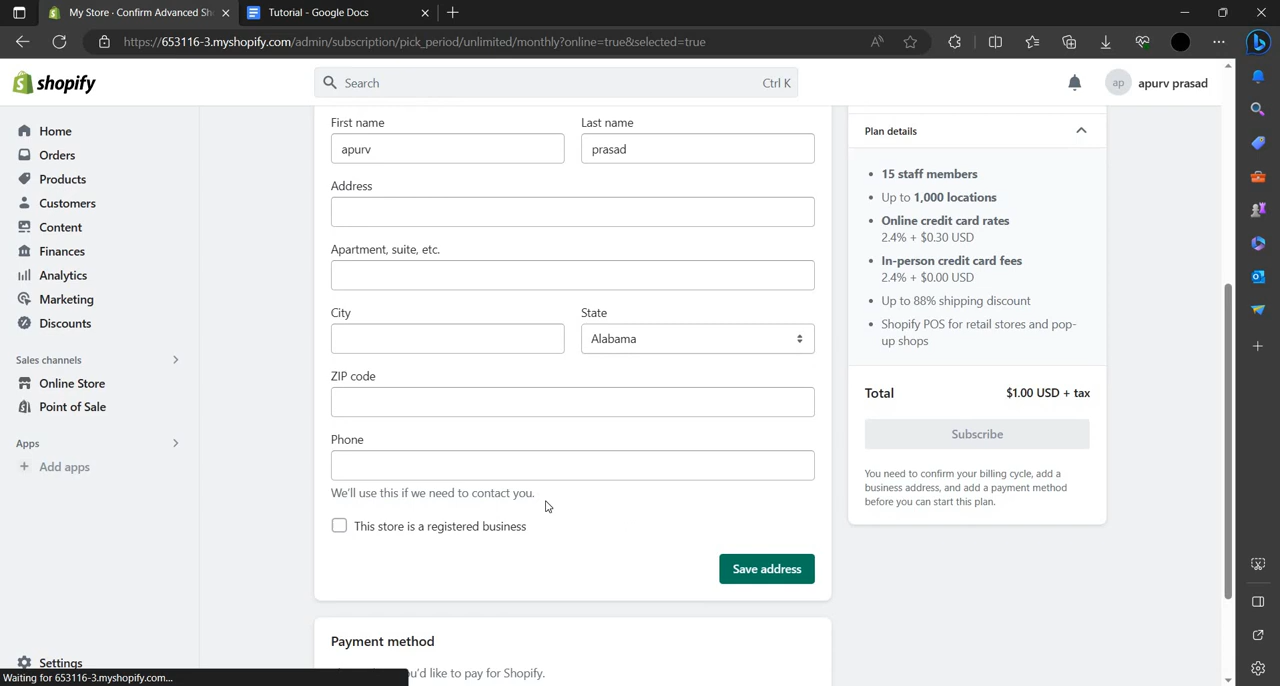 My Store · Confirm Advanced Sh
Tutorial - Google Docs
https://653116-3.myshopify.com/admin/subscription/pick_period/unlimited/monthly?online=true&selected=true
shopify
Search
Ctrl K
ap
apurv prasad
Home
Orders
Products
Customers
Content
Finances
Analytics
Marketing
Discounts
Sales channels
Online Store
Point of Sale
Apps
Add apps
Settings
Waiting for 653116-3.myshopify.com...
First name
Last name
apurv
prasad
Address
Apartment, suite, etc.
City
State
Alabama
ZIP code
Phone
We'll use this if we need to contact you.
This store is a registered business
Save address
Payment method
u'd like to pay for Shopify.
Plan details
• 15 staff members
• Up to 1,000 locations
• Online credit card rates
2.4% + $0.30 USD
• In-person credit card fees
2.4% + $0.00 USD
• Up to 88% shipping discount
• Shopify POS for retail stores and pop-
up shops
Total
$1.00 USD + tax
Subscribe
You need to confirm your billing cycle, add a
business address, and add a payment method
before you can start this plan.